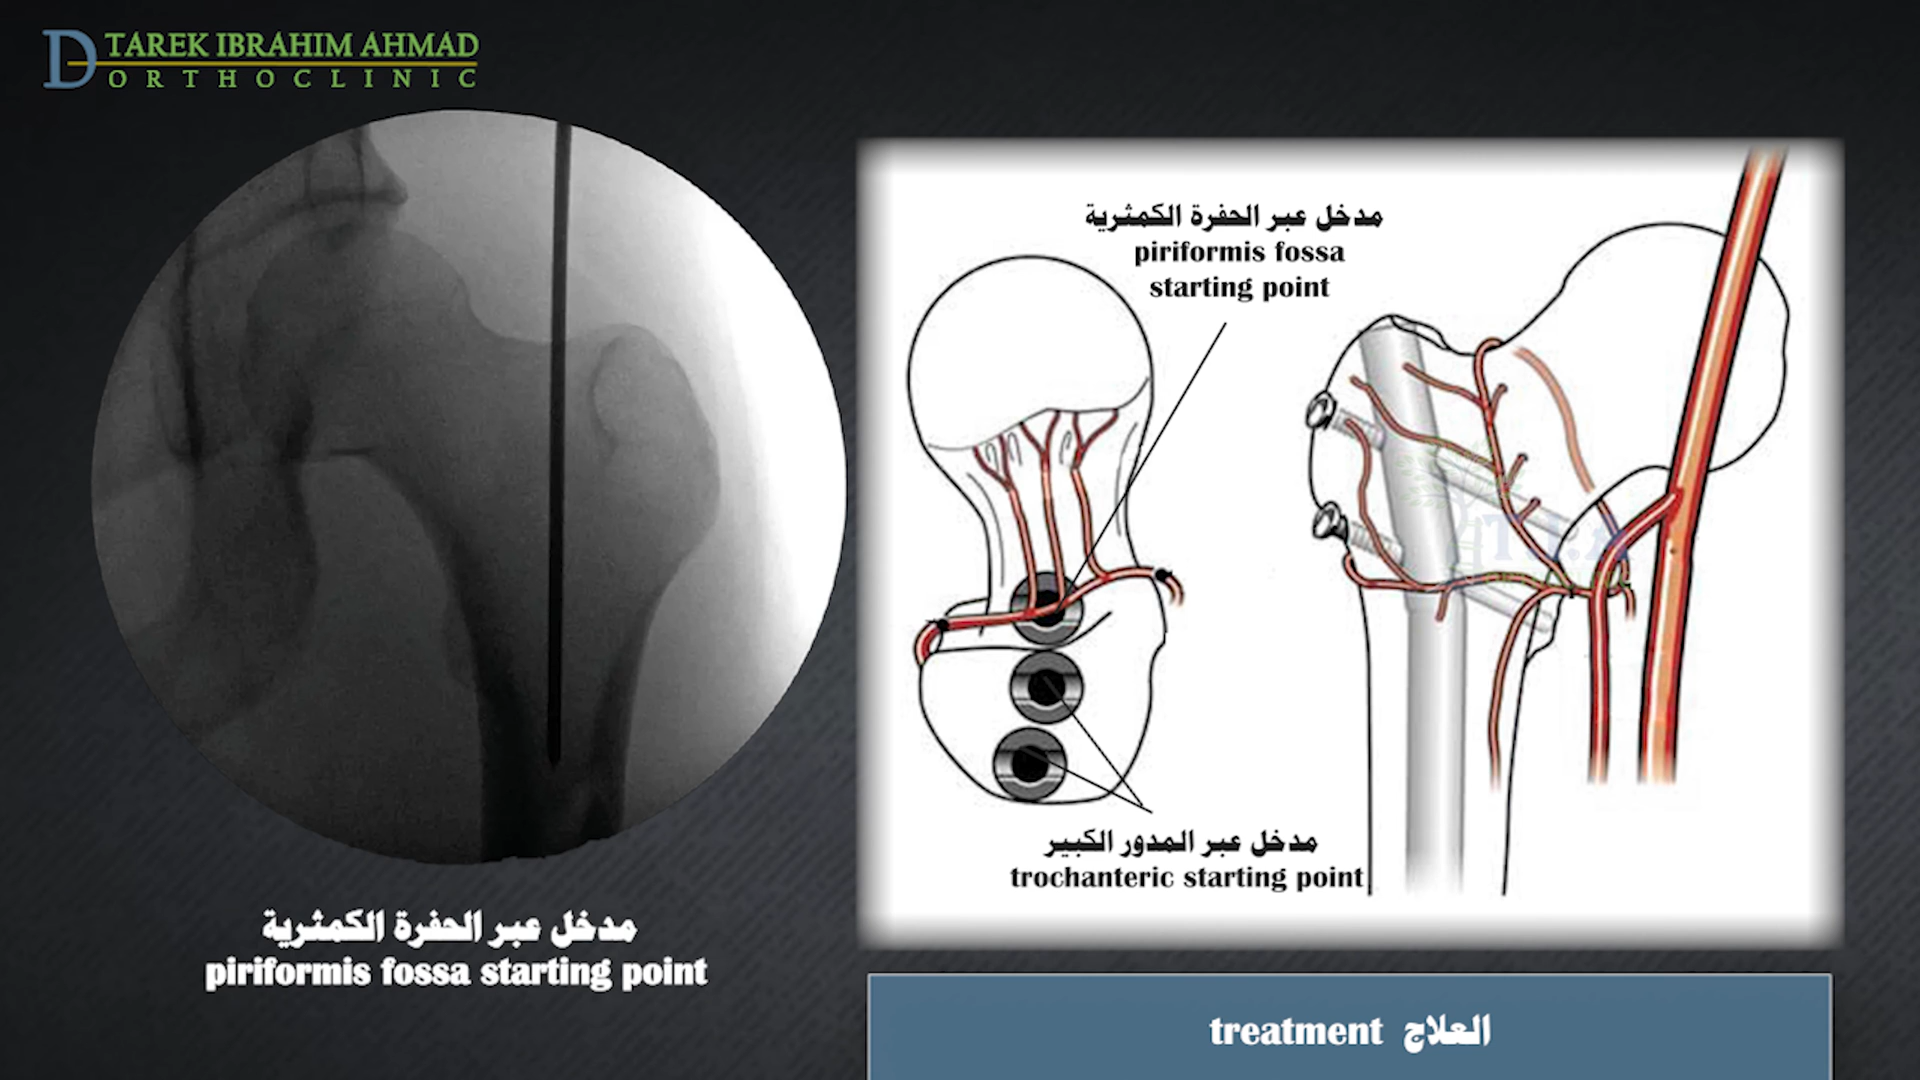 D TAREK IBRAHIM AHMAD
ORTHOCLINIC
مدخل عبر الحفرة الكمثرية
piriformis fossa
starting point
T.I.A
مدخل عبر المدور الكبير
trochanteric starting point
مدخل عبر الحفرة الكمثرية
piriformis fossa starting point
treatment العلاج